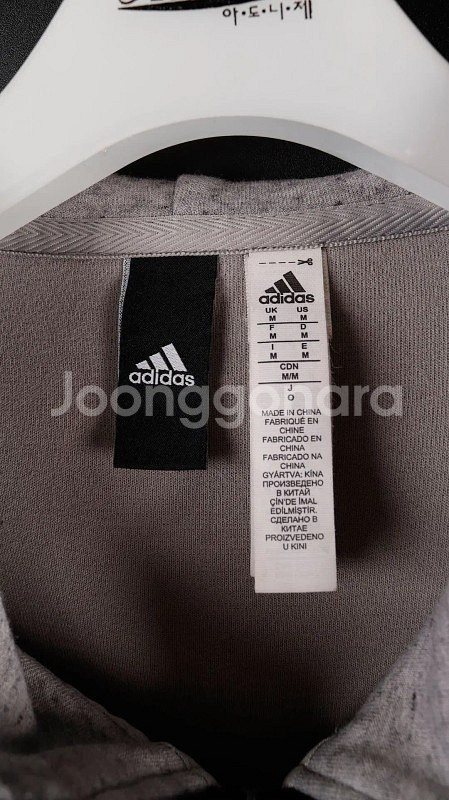 아·도·니·제
adidas
adidas
UK US
M M
F D
M M
I E
M M
CDN
M/M
J
O
MADE IN CHINA
FABRIQUÉ EN
CHINE
FABRICADO EN
CHINA
FABRICADO NA
CHINA
GYÁRTVA: KÍNA
ПРОИЗВЕДЕНО
В КИТАЙ
ÇİN'DE İMAL
EDİLMİŞTİR.
СДЕЛАНО В
КИТАЕ
PROIZVEDENO
U KINI
Joonggonara